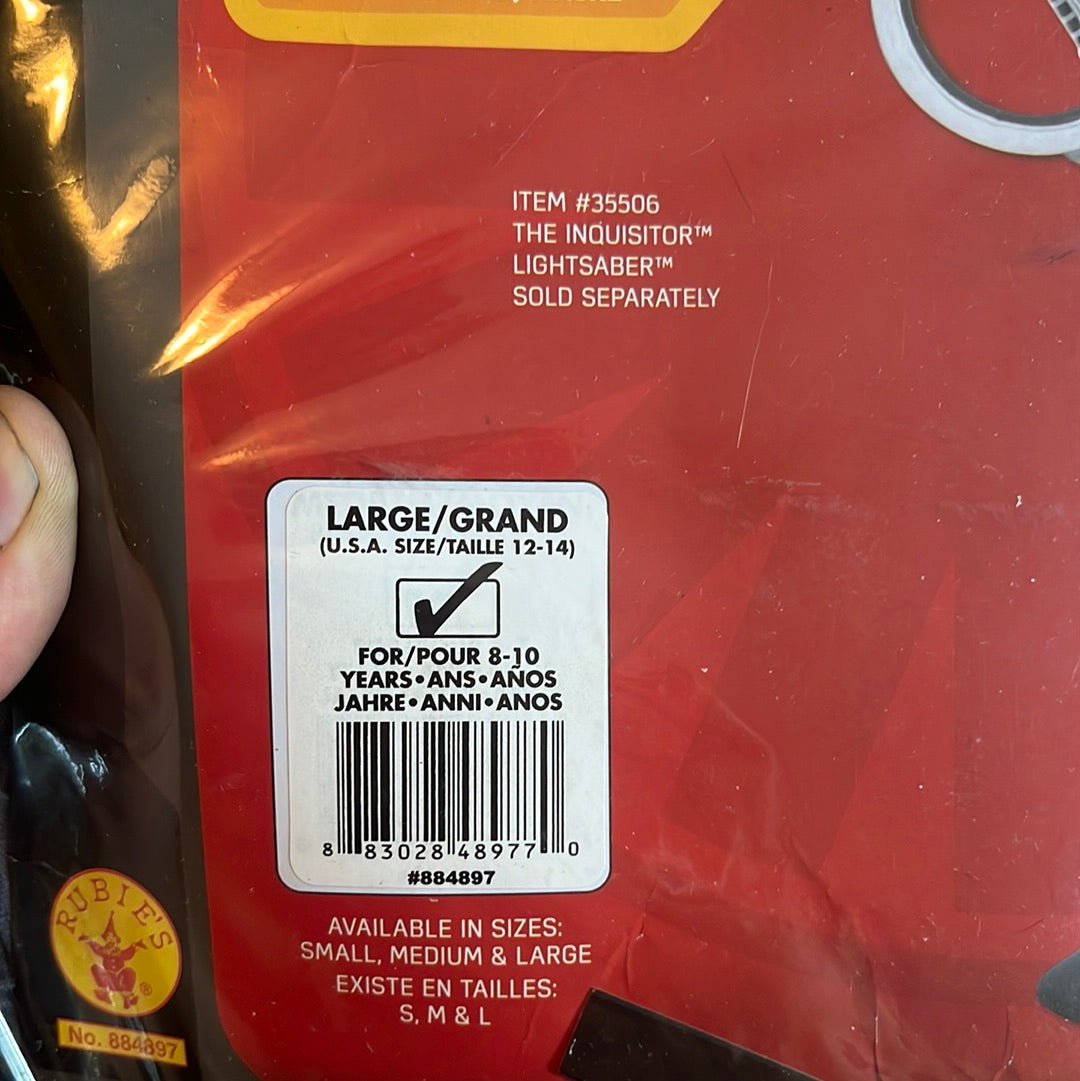 ITEM #35506
THE INQUISITOR™
LIGHTSABER™
SOLD SEPARATELY
LARGE/GRAND
(U.S.A. SIZE/TAILLE 12-14)
FOR/POUR 8-10
YEARS•ANS•AÑOS
JAHRE•ANNI•ANOS
8 83028 48977 0
#884897
AVAILABLE IN SIZES:
SMALL, MEDIUM & LARGE
EXISTE EN TAILLES:
S, M & L
RUBIE'S
®
No. 884897